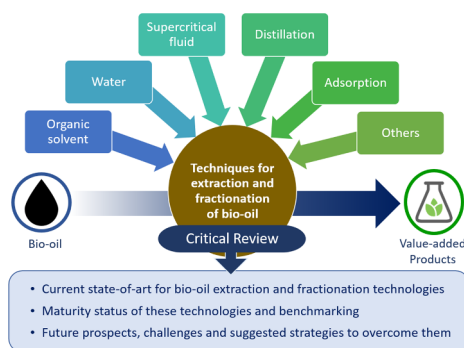 Supercritical
fluid
Distillation
Water
Adsorption
Organic
solvent
Others
Techniques for
extraction and
fractionation
of bio-oil
Critical Review
Bio-oil
Value-added
Products
• Current state-of-art for bio-oil extraction and fractionation technologies
• Maturity status of these technologies and benchmarking
• Future prospects, challenges and suggested strategies to overcome them